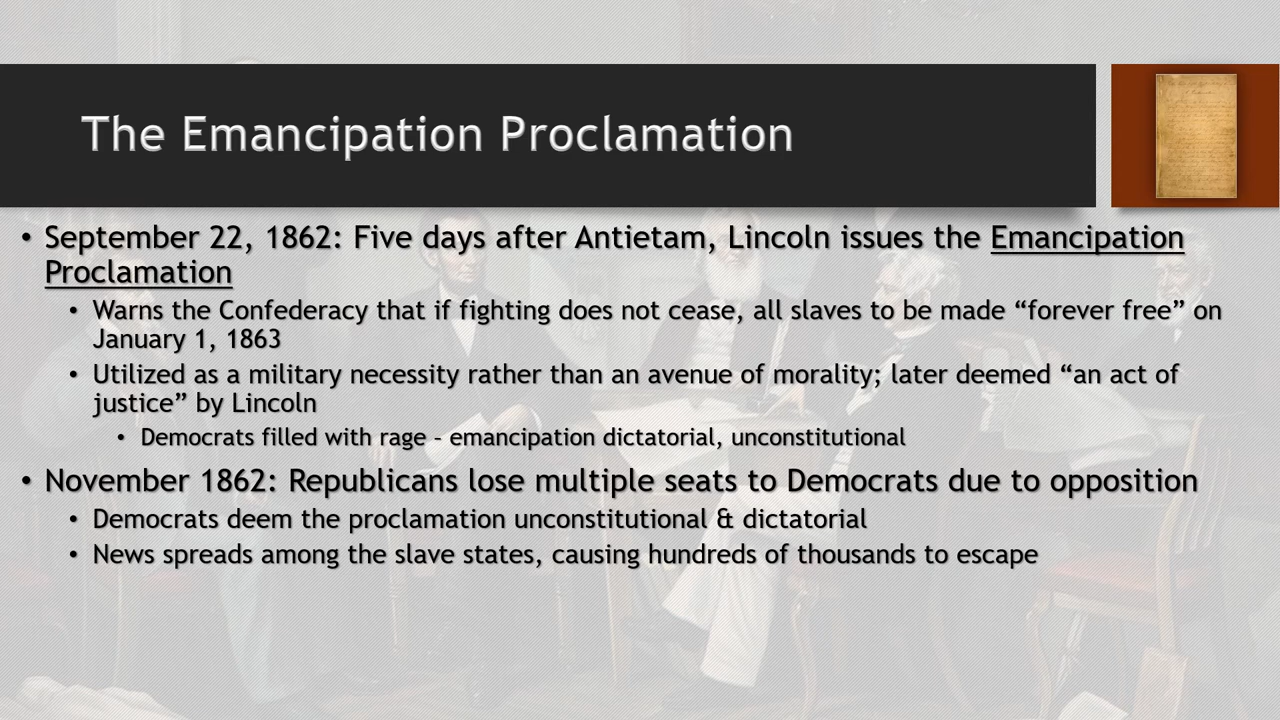 The Emancipation Proclamation
• September 22, 1862: Five days after Antietam, Lincoln issues the Emancipation
Proclamation
• Warns the Confederacy that if fighting does not cease, all slaves to be made “forever free” on
January 1, 1863
• Utilized as a military necessity rather than an avenue of morality; later deemed “an act of
justice” by Lincoln
• Democrats filled with rage – emancipation dictatorial, unconstitutional
• November 1862: Republicans lose multiple seats to Democrats due to opposition
• Democrats deem the proclamation unconstitutional & dictatorial
• News spreads among the slave states, causing hundreds of thousands to escape